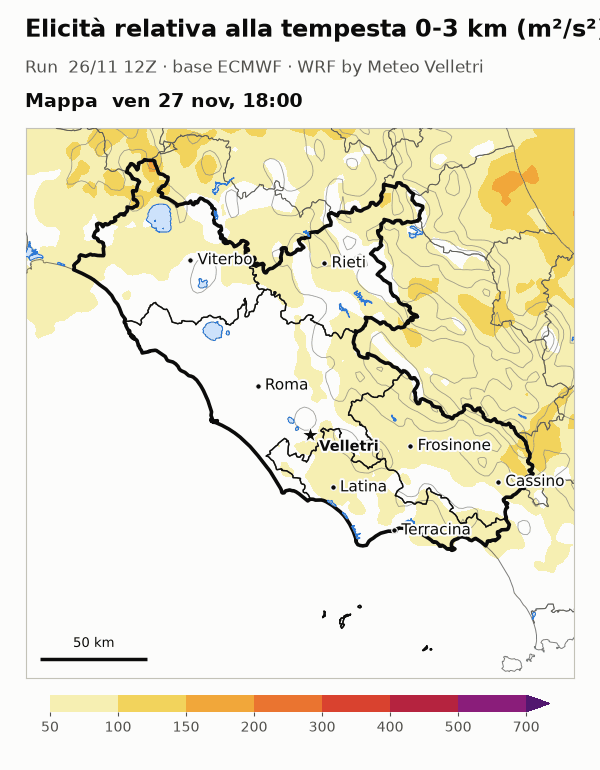 Elicità relativa alla tempesta 0-3 km (m²/s²)
Run  26/11 12Z · base ECMWF · WRF by Meteo Velletri
Mappa  ven 27 nov, 18:00
Viterbo
Rieti
Roma
Velletri
Frosinone
Cassino
Latina
Terracina
50 km
50 100 150 200 300 400 500 700